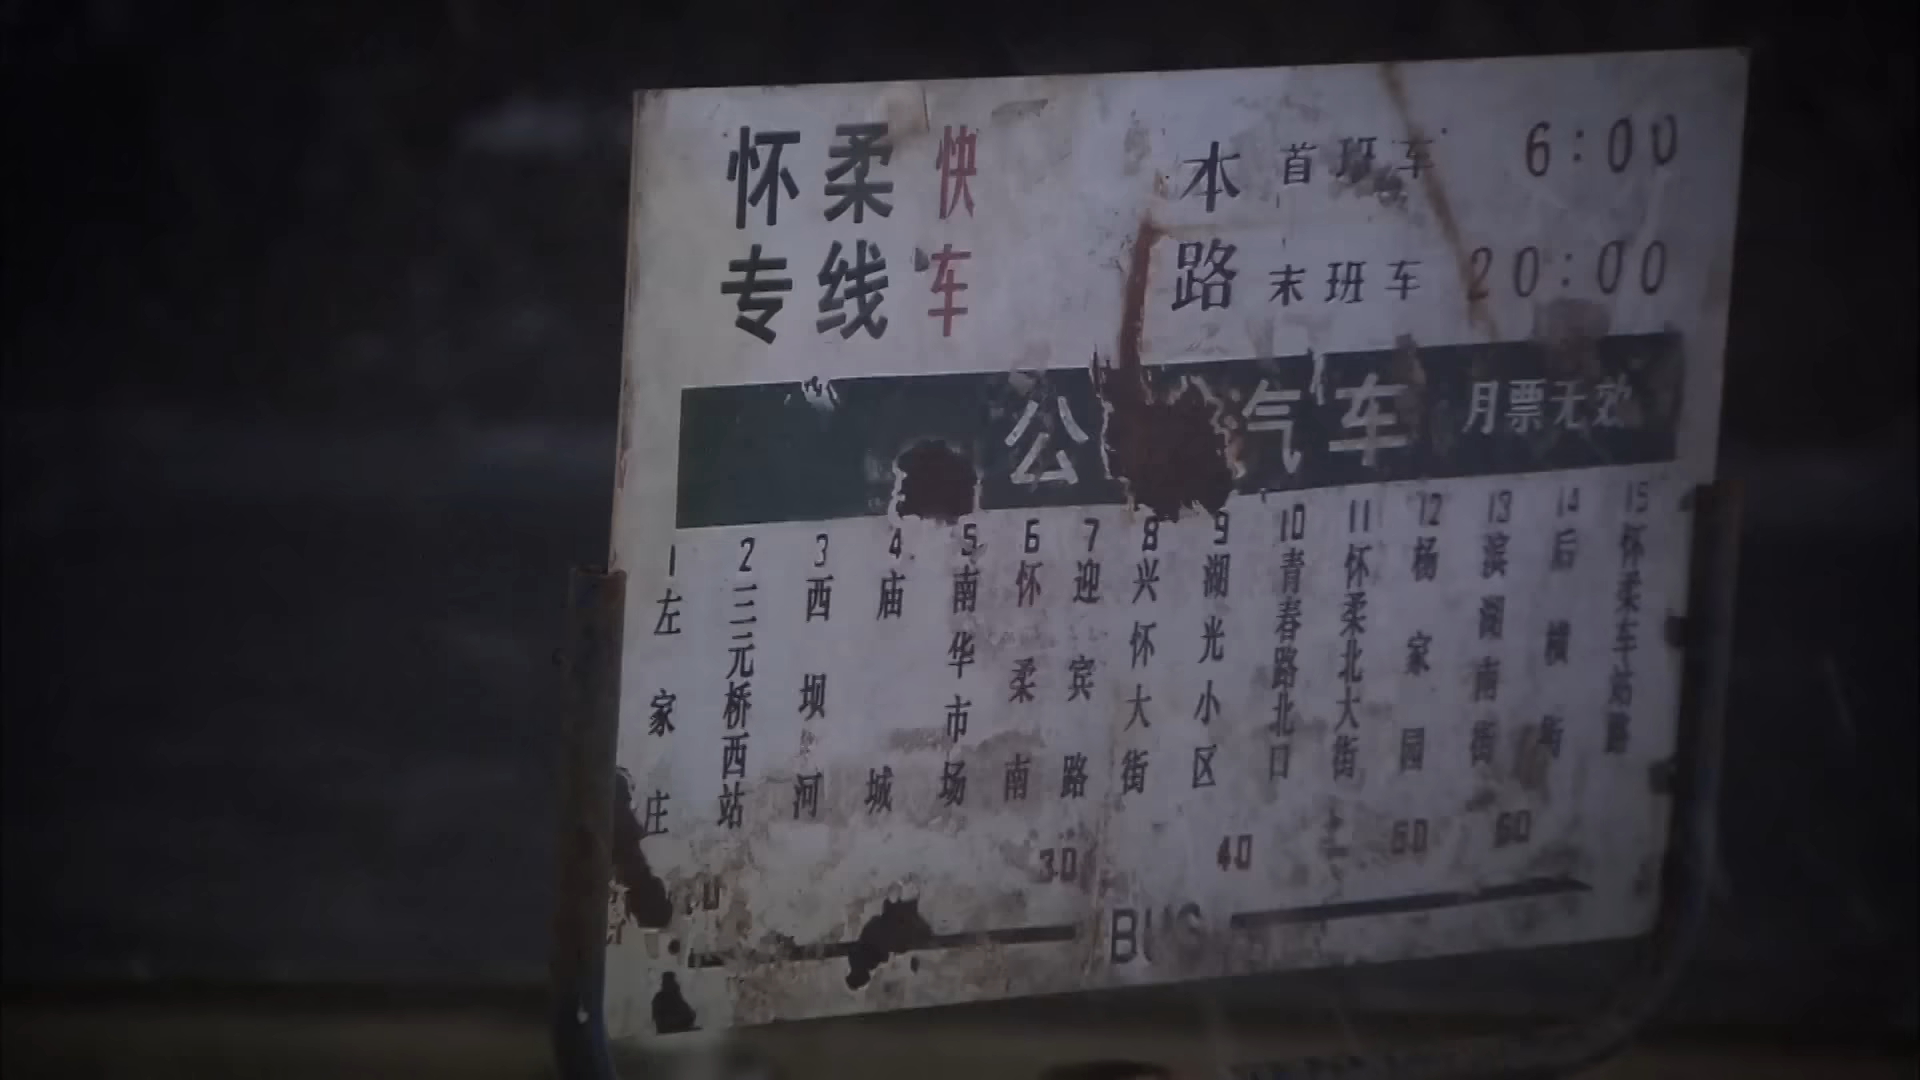 怀柔快
专线车
本路
首班车 6:00
末班车 20:00
公 汽车 月票无效
1 左家庄
2 三元桥西站
3 西坝河
4 庙城
5 南华市场
6 怀柔南
7 迎宾路
8 兴怀大街
9 湖光小区
10 青春路北口
11 怀柔北大街
12 杨家园
13 滨湖南街
14 后横街
15 怀柔车站路
30 40 50 60
BUS